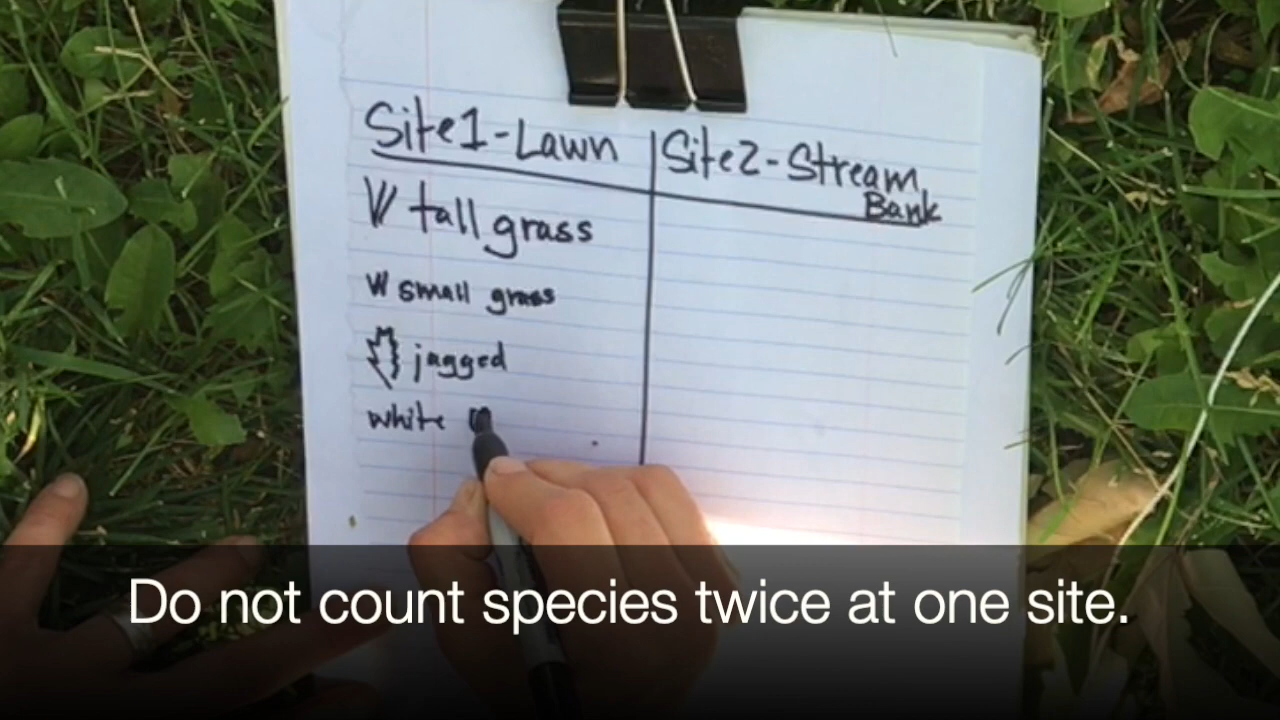 Site1-Lawn
Site2-Stream
Bank
tall grass
small grass
jagged
white
Do not count species twice at one site.